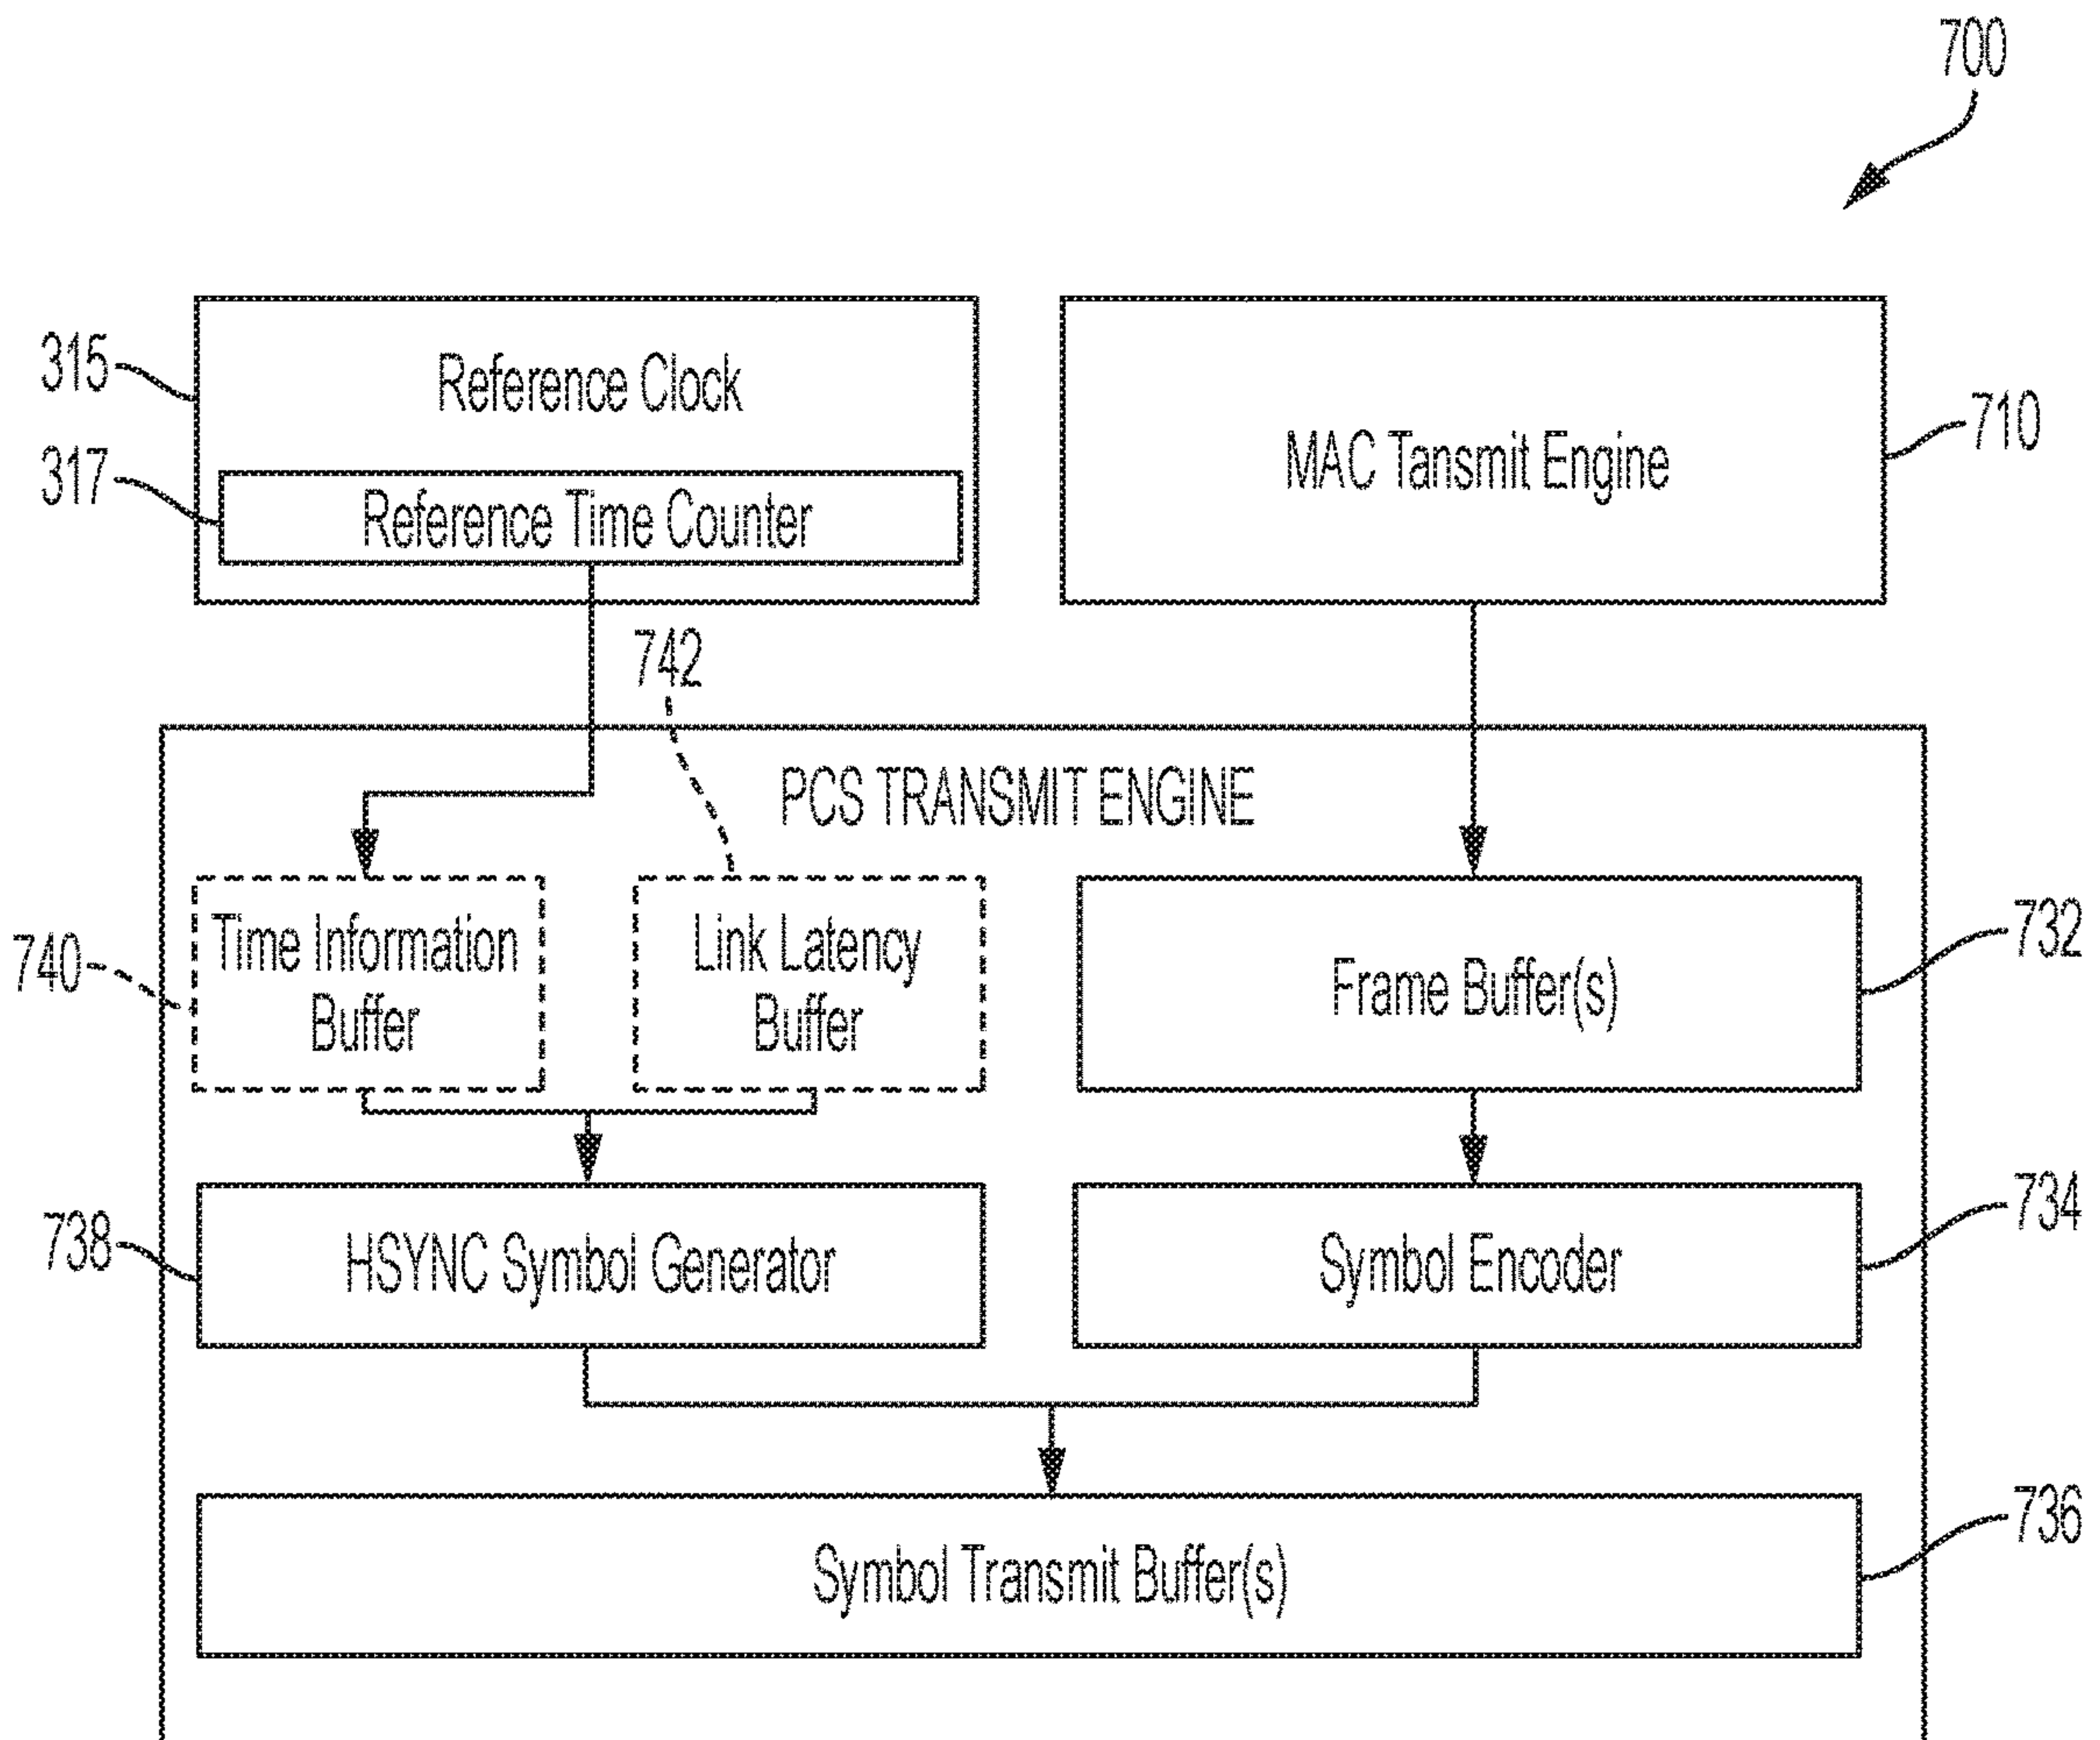 700
315
Reference Clock
710
MAC Tansmit Engine
317
Reference Time Counter
742
PCS TRANSMIT ENGINE
740
Time Information
Buffer
Link Latency
Buffer
732
Frame Buffer(s)
738
HSYNC Symbol Generator
734
Symbol Encoder
736
Symbol Transmit Buffer(s)